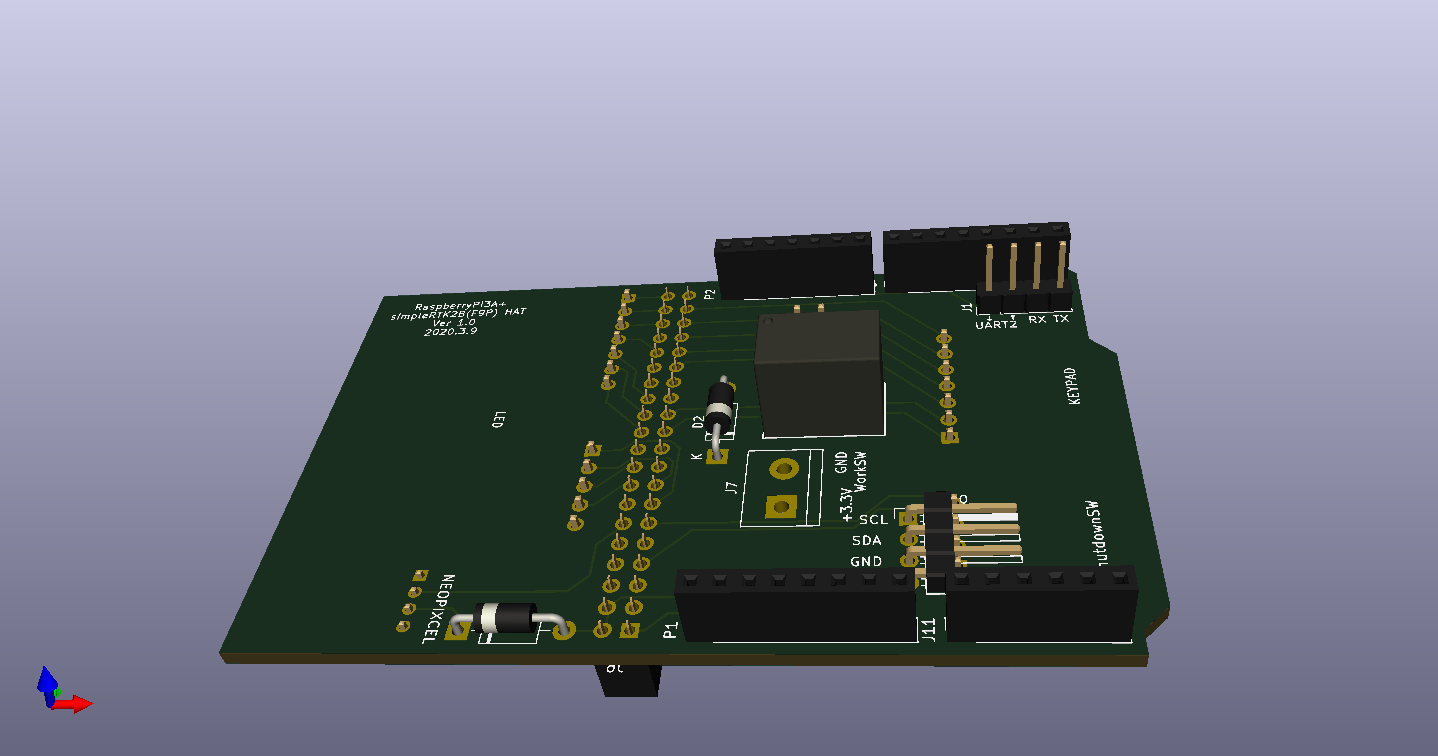 RaspberryPi3A+
simpleRTK2B(F9P) HAT
Ver 1.0
2020.3.9
P2
J1
UART2
RX
TX
KEYPAD
LED
D2
K
J7
GND
+3.3V
WorkSW
SCL
SDA
GND
NEOPIXCEL
P1
J11